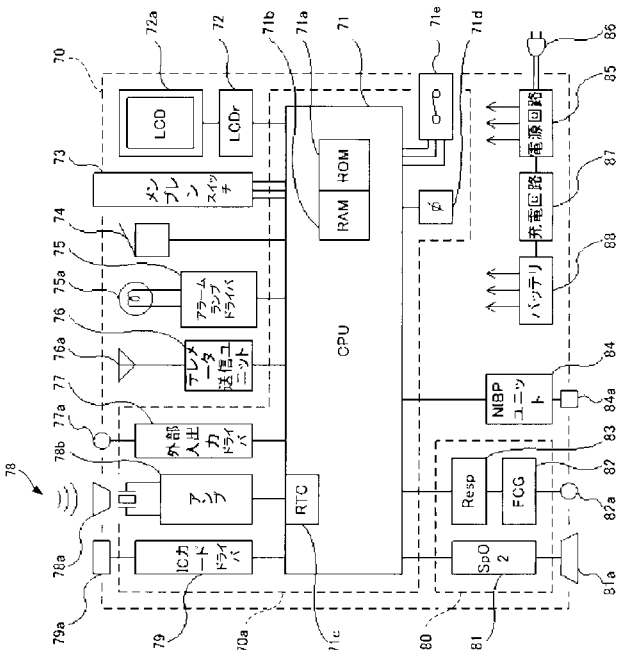 78
79a
78a
78b
77a
77
76a
76
75a
75
74
73
70
72a
72
71b
71a
71
71e
71d
LCD
LCDr
メンブレン
スイッチ
アラーム
ランプ
ドライバ
テレメ
ータ
送信ユ
ニット
外部
入出力
ドライバ
アンプ
ICカ
ード
ドライバ
ROM
RAM
CPU
RTC
電源回路
充電回路
バッテリ
NIBP
ユニ
ット
Resp
FCG
SpO
2
79
70a
71c
80
81
81a
82a
82
83
84a
84
88
87
85
86